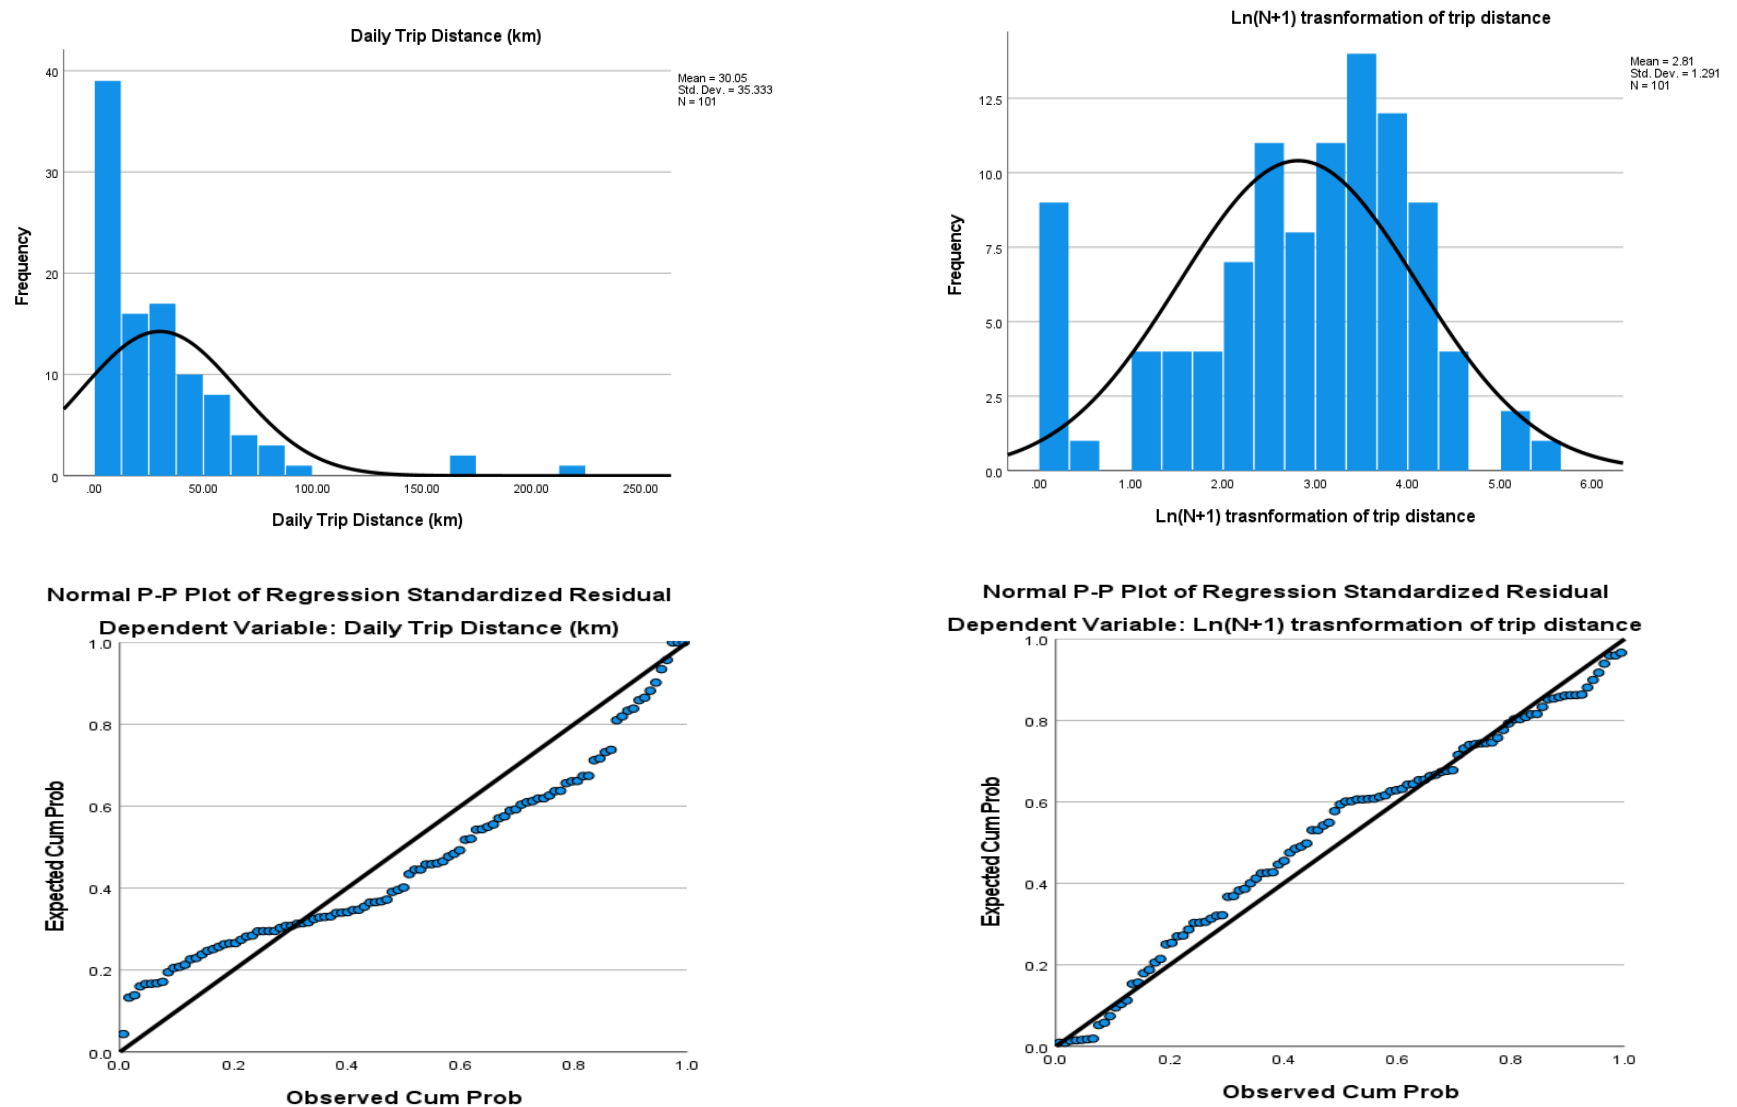 Daily Trip Distance (km)
Mean = 30.05
Std. Dev. = 35.333
N = 101
Frequency
40
30
20
10
0
.00 50.00 100.00 150.00 200.00 250.00
Daily Trip Distance (km)
Ln(N+1) trasnformation of trip distance
Mean = 2.81
Std. Dev. = 1.291
N = 101
Frequency
12.5
10.0
7.5
5.0
2.5
0.0
.00 1.00 2.00 3.00 4.00 5.00 6.00
Ln(N+1) trasnformation of trip distance
Normal P-P Plot of Regression Standardized Residual
Dependent Variable: Daily Trip Distance (km)
Expected Cum Prob
1.0
0.8
0.6
0.4
0.2
0.0
0.0 0.2 0.4 0.6 0.8 1.0
Observed Cum Prob
Normal P-P Plot of Regression Standardized Residual
Dependent Variable: Ln(N+1) trasnformation of trip distance
Expected Cum Prob
1.0
0.8
0.6
0.4
0.2
0.0
0.0 0.2 0.4 0.6 0.8 1.0
Observed Cum Prob